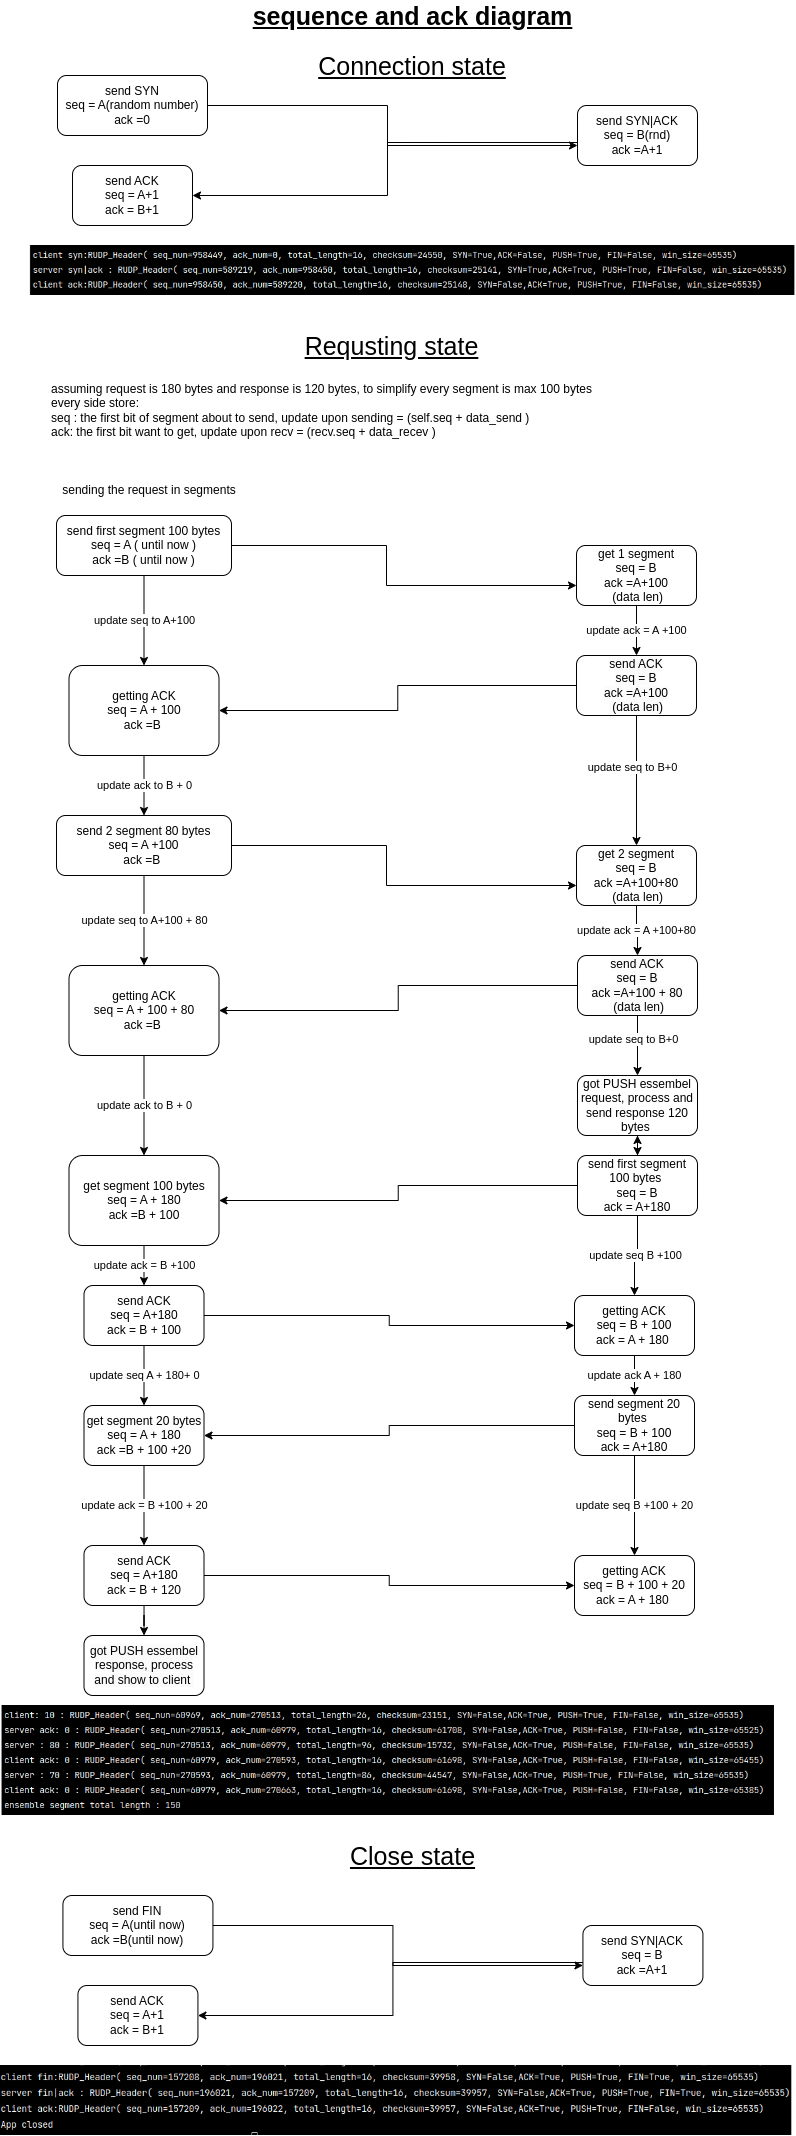 sequence and ack diagram
Connection state
send SYN
seq = A(random number)
ack =0
send SYN|ACK
seq = B(rnd)
ack =A+1
send ACK
seq = A+1
ack = B+1
client syn:RUDP_Header( seq_nun=958449, ack_num=0, total_length=16, checksum=24550, SYN=True,ACK=False, PUSH=True, FIN=False, win_size=65535)
server syn|ack : RUDP_Header( seq_nun=589219, ack_num=958450, total_length=16, checksum=25141, SYN=True,ACK=True, PUSH=True, FIN=False, win_size=65535)
client ack:RUDP_Header( seq_nun=958450, ack_num=589220, total_length=16, checksum=25148, SYN=False,ACK=True, PUSH=True, FIN=False, win_size=65535)
Requsting state
assuming request is 180 bytes and response is 120 bytes, to simplify every segment is max 100 bytes
every side store:
seq : the first bit of segment about to send, update upon sending = (self.seq + data_send )
ack: the first bit want to get, update upon recv = (recv.seq + data_recev )
sending the request in segments
send first segment 100 bytes
seq = A ( until now )
ack =B ( until now )
get 1 segment
seq = B
ack =A+100
(data len)
update seq to A+100
update ack = A +100
getting ACK
seq = A + 100
ack =B
send ACK
seq = B
ack =A+100
(data len)
update ack to B + 0
update seq to B+0
send 2 segment 80 bytes
seq = A +100
ack =B
get 2 segment
seq = B
ack =A+100+80
(data len)
update seq to A+100 + 80
update ack = A +100+80
getting ACK
seq = A + 100 + 80
ack =B
send ACK
seq = B
ack =A+100 + 80
(data len)
update seq to B+0
update ack to B + 0
got PUSH essembel
request, process and
send response 120
bytes
get segment 100 bytes
seq = A + 180
ack =B + 100
send first segment
100 bytes
seq = B
ack = A+180
update ack = B +100
update seq B +100
send ACK
seq = A+180
ack = B + 100
getting ACK
seq = B + 100
ack = A + 180
update seq A + 180+ 0
update ack A + 180
get segment 20 bytes
seq = A + 180
ack =B + 100 +20
send segment 20
bytes
seq = B + 100
ack = A+180
update ack = B +100 + 20
update seq B +100 + 20
send ACK
seq = A+180
ack = B + 120
getting ACK
seq = B + 100 + 20
ack = A + 180
got PUSH essembel
response, process
and show to client
client: 10 : RUDP_Header( seq_nun=60969, ack_num=270513, total_length=26, checksum=23151, SYN=False,ACK=True, PUSH=True, FIN=False, win_size=65535)
server ack: 0 : RUDP_Header( seq_nun=270513, ack_num=60979, total_length=16, checksum=61708, SYN=False,ACK=True, PUSH=False, FIN=False, win_size=65525)
server : 80 : RUDP_Header( seq_nun=270513, ack_num=60979, total_length=96, checksum=15732, SYN=False,ACK=True, PUSH=False, FIN=False, win_size=65535)
client ack: 0 : RUDP_Header( seq_nun=60979, ack_num=270593, total_length=16, checksum=61698, SYN=False,ACK=True, PUSH=False, FIN=False, win_size=65455)
server : 70 : RUDP_Header( seq_nun=270593, ack_num=60979, total_length=86, checksum=44547, SYN=False,ACK=True, PUSH=True, FIN=False, win_size=65535)
client ack: 0 : RUDP_Header( seq_nun=60979, ack_num=270663, total_length=16, checksum=61698, SYN=False,ACK=True, PUSH=False, FIN=False, win_size=65385)
ensemble segment total length : 150
Close state
send FIN
seq = A(until now)
ack =B(until now)
send SYN|ACK
seq = B
ack =A+1
send ACK
seq = A+1
ack = B+1
client fin:RUDP_Header( seq_nun=157208, ack_num=196021, total_length=16, checksum=39958, SYN=False,ACK=True, PUSH=True, FIN=True, win_size=65535)
server fin|ack : RUDP_Header( seq_nun=196021, ack_num=157209, total_length=16, checksum=39957, SYN=False,ACK=True, PUSH=True, FIN=True, win_size=65535)
client ack:RUDP_Header( seq_nun=157209, ack_num=196022, total_length=16, checksum=39957, SYN=False,ACK=True, PUSH=True, FIN=False, win_size=65535)
App closed